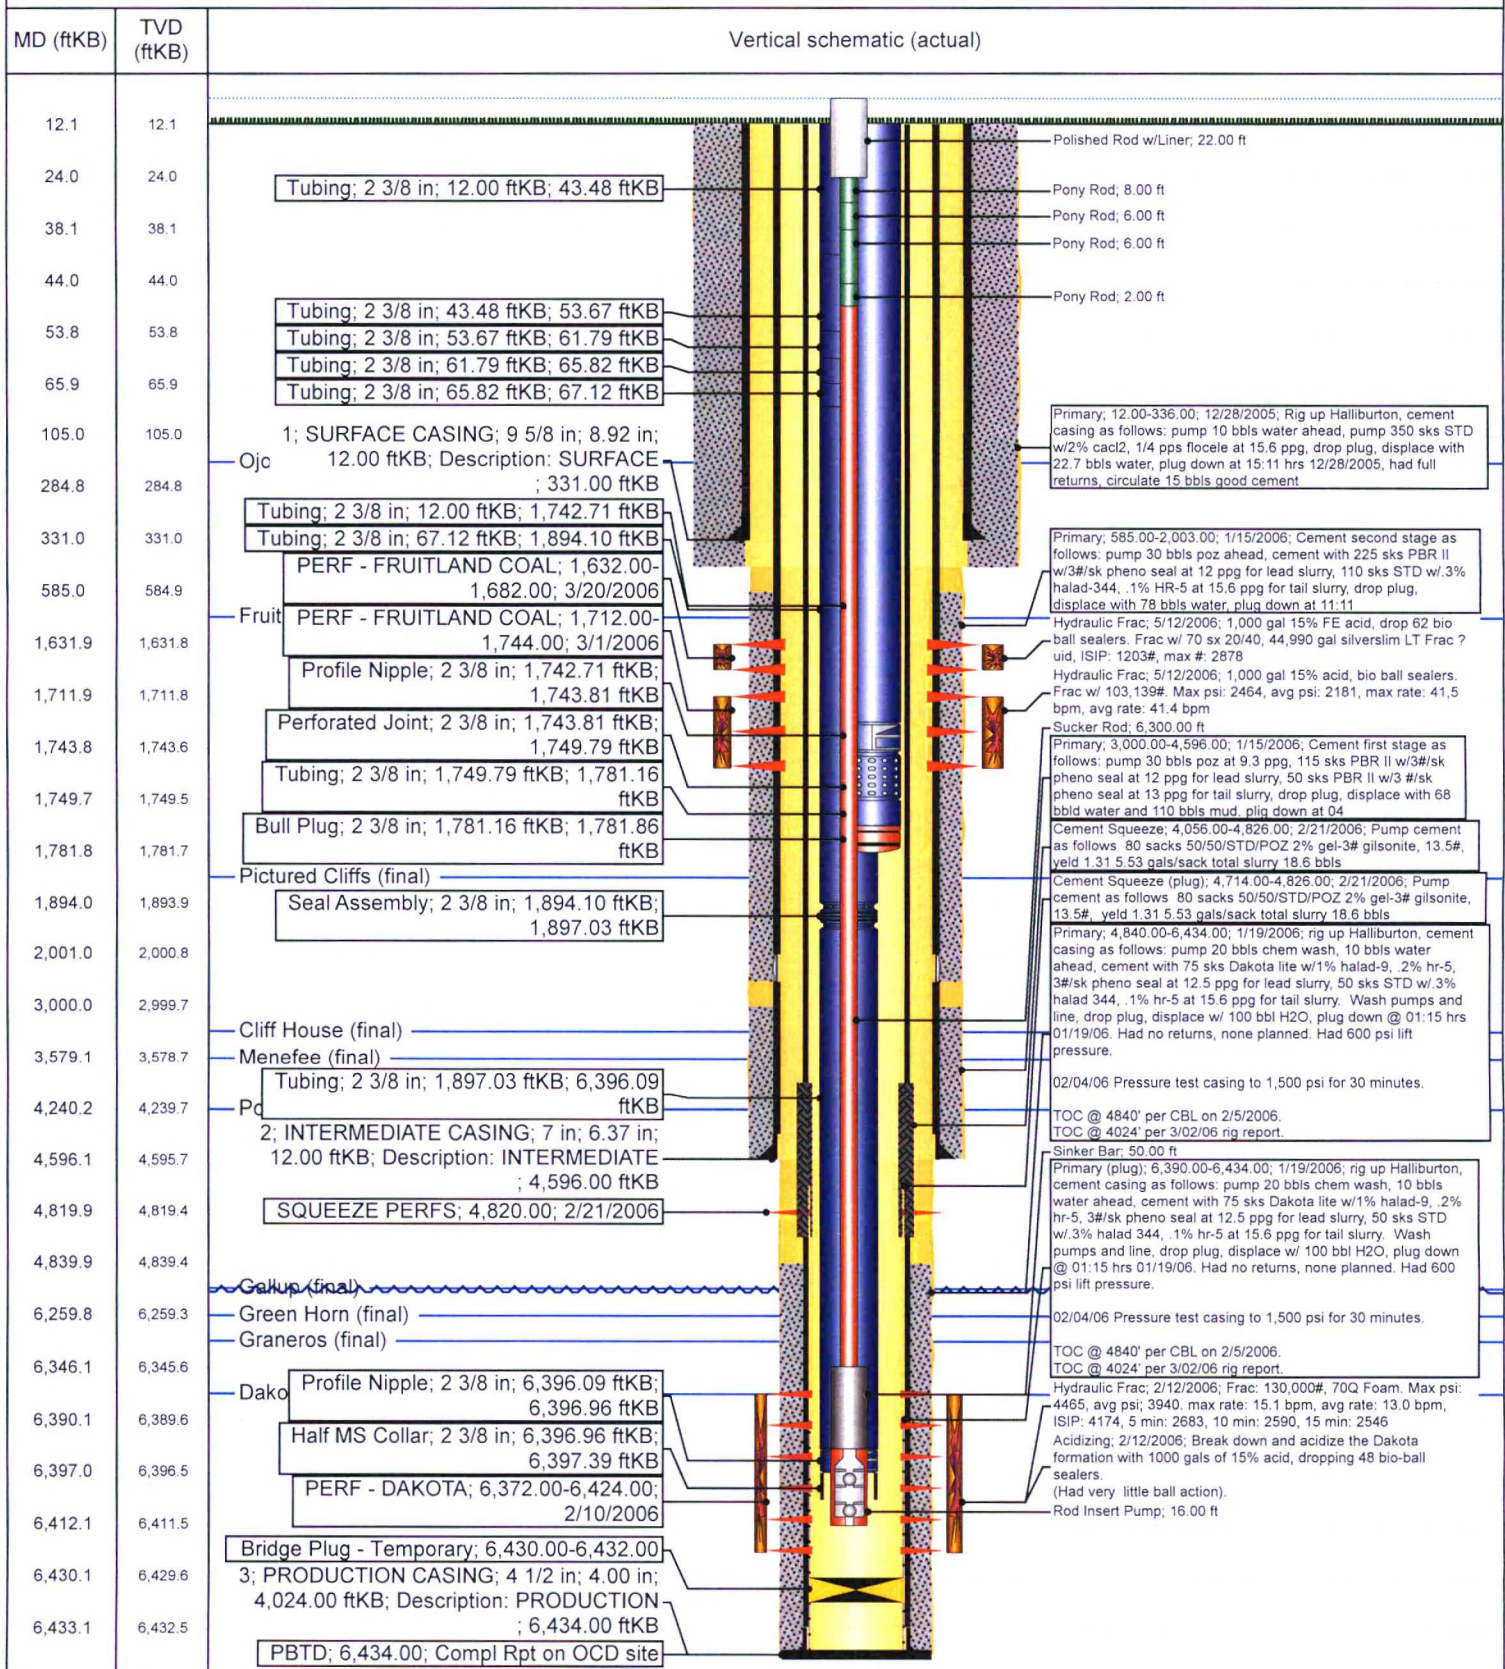 MD (ftKB)
TVD
(ftKB)
Vertical schematic (actual)
12.1
12.1
24.0
24.0
38.1
38.1
44.0
44.0
53.8
53.8
65.9
65.9
105.0
105.0
284.8
284.8
331.0
331.0
585.0
584.9
1,631.9
1,631.8
1,711.9
1,711.8
1,743.8
1,743.6
1,749.7
1,749.5
1,781.8
1,781.7
1,894.0
1,893.9
2,001.0
2,000.8
3,000.0
2,999.7
3,579.1
3,578.7
4,240.2
4,239.7
4,596.1
4,595.7
4,819.9
4,819.4
4,839.9
4,839.4
6,259.8
6,259.3
6,346.1
6,345.6
6,390.1
6,389.6
6,397.0
6,396.5
6,412.1
6,411.5
6,430.1
6,429.6
6,433.1
6,432.5
Tubing; 2 3/8 in; 12.00 ftKB; 43.48 ftKB
Tubing; 2 3/8 in; 43.48 ftKB; 53.67 ftKB
Tubing; 2 3/8 in; 53.67 ftKB; 61.79 ftKB
Tubing; 2 3/8 in; 61.79 ftKB; 65.82 ftKB
Tubing; 2 3/8 in; 65.82 ftKB; 67.12 ftKB
1; SURFACE CASING; 9 5/8 in; 8.92 in;
Ojo
12.00 ftKB; Description: SURFACE
; 331.00 ftKB
Tubing; 2 3/8 in; 12.00 ftKB; 1,742.71 ftKB
Tubing; 2 3/8 in; 67.12 ftKB; 1,894.10 ftKB
PERF - FRUITLAND COAL; 1,632.00-
1,682.00; 3/20/2006
Fruit
PERF - FRUITLAND COAL; 1,712.00-
1,744.00; 3/1/2006
Profile Nipple; 2 3/8 in; 1,742.71 ftKB;
1,743.81 ftKB
Perforated Joint; 2 3/8 in; 1,743.81 ftKB;
1,749.79 ftKB
Tubing; 2 3/8 in; 1,749.79 ftKB; 1,781.16
ftKB
Bull Plug; 2 3/8 in; 1,781.16 ftKB; 1,781.86
ftKB
Pictured Cliffs (final)
Seal Assembly; 2 3/8 in; 1,894.10 ftKB;
1,897.03 ftKB
Cliff House (final)
Menefee (final)
Tubing; 2 3/8 in; 1,897.03 ftKB; 6,396.09
ftKB
Po
2; INTERMEDIATE CASING; 7 in; 6.37 in;
12.00 ftKB; Description: INTERMEDIATE
; 4,596.00 ftKB
SQUEEZE PERFS; 4,820.00; 2/21/2006
Gallup (final)
Green Horn (final)
Graneros (final)
Dako
Profile Nipple; 2 3/8 in; 6,396.09 ftKB;
6,396.96 ftKB
Half MS Collar; 2 3/8 in; 6,396.96 ftKB;
6,397.39 ftKB
PERF - DAKOTA; 6,372.00-6,424.00;
2/10/2006
Bridge Plug - Temporary; 6,430.00-6,432.00
3; PRODUCTION CASING; 4 1/2 in; 4.00 in;
4,024.00 ftKB; Description: PRODUCTION
; 6,434.00 ftKB
PBTD; 6,434.00; Compl Rpt on OCD site
Polished Rod w/Liner; 22.00 ft
Pony Rod; 8.00 ft
Pony Rod; 6.00 ft
Pony Rod; 6.00 ft
Pony Rod; 2.00 ft
Primary; 12.00-336.00; 12/28/2005; Rig up Halliburton, cement
casing as follows: pump 10 bbls water ahead, pump 350 sks STD
w/2% cacl2, 1/4 pps flocele at 15.6 ppg, drop plug, displace with
22.7 bbls water, plug down at 15:11 hrs 12/28/2005, had full
returns, circulate 15 bbls good cement
Primary; 585.00-2,003.00; 1/15/2006; Cement second stage as
follows: pump 30 bbls poz ahead, cement with 225 sks PBR II
w/3#/sk pheno seal at 12 ppg for lead slurry, 110 sks STD w/.3%
halad-344, .1% HR-5 at 15.6 ppg for tail slurry, drop plug,
displace with 78 bbls water, plug down at 11:11
Hydraulic Frac; 5/12/2006; 1,000 gal 15% FE acid, drop 62 bio
ball sealers. Frac w/ 70 sx 20/40, 44,990 gal silverslim LT Frac ?
uid, ISIP: 1203#, max #: 2878
Hydraulic Frac; 5/12/2006; 1,000 gal 15% acid, bio ball sealers.
Frac w/ 103,139#. Max psi: 2464, avg psi: 2181, max rate: 41,5
bpm, avg rate: 41.4 bpm
Sucker Rod; 6,300.00 ft
Primary; 3,000.00-4,596.00; 1/15/2006; Cement first stage as
follows: pump 30 bbls poz at 9.3 ppg, 115 sks PBR II w/3#/sk
pheno seal at 12 ppg for lead slurry, 50 sks PBR II w/3 #/sk
pheno seal at 13 ppg for tail slurry, drop plug, displace with 68
bbld water and 110 bbls mud. plig down at 04
Cement Squeeze; 4,056.00-4,826.00; 2/21/2006; Pump cement
as follows 80 sacks 50/50/STD/POZ 2% gel-3# gilsonite, 13.5#,
yeld 1.31 5.53 gals/sack total slurry 18.6 bbls
Cement Squeeze (plug); 4,714.00-4,826.00; 2/21/2006; Pump
cement as follows 80 sacks 50/50/STD/POZ 2% gel-3# gilsonite,
13.5#, yeld 1.31 5.53 gals/sack total slurry 18.6 bbls
Primary; 4,840.00-6,434.00; 1/19/2006; rig up Halliburton, cement
casing as follows: pump 20 bbls chem wash, 10 bbls water
ahead, cement with 75 sks Dakota lite w/1% halad-9, .2% hr-5,
3#/sk pheno seal at 12.5 ppg for lead slurry, 50 sks STD w/.3%
halad 344, .1% hr-5 at 15.6 ppg for tail slurry. Wash pumps and
line, drop plug, displace w/ 100 bbl H2O, plug down @ 01:15 hrs
01/19/06. Had no returns, none planned. Had 600 psi lift
pressure.
02/04/06 Pressure test casing to 1,500 psi for 30 minutes.
TOC @ 4840' per CBL on 2/5/2006.
TOC @ 4024' per 3/02/06 rig report.
Sinker Bar; 50.00 ft
Primary (plug); 6,390.00-6,434.00; 1/19/2006; rig up Halliburton,
cement casing as follows: pump 20 bbls chem wash, 10 bbls
water ahead, cement with 75 sks Dakota lite w/1% halad-9, .2%
hr-5, 3#/sk pheno seal at 12.5 ppg for lead slurry, 50 sks STD
w/.3% halad 344, .1% hr-5 at 15.6 ppg for tail slurry. Wash
pumps and line, drop plug, displace w/ 100 bbl H2O, plug down
@ 01:15 hrs 01/19/06. Had no returns, none planned. Had 600
psi lift pressure.
02/04/06 Pressure test casing to 1,500 psi for 30 minutes.
TOC @ 4840' per CBL on 2/5/2006.
TOC @ 4024' per 3/02/06 rig report.
Hydraulic Frac; 2/12/2006; Frac: 130,000#, 70Q Foam. Max psi:
4465, avg psi; 3940. max rate: 15.1 bpm, avg rate: 13.0 bpm,
ISIP: 4174, 5 min: 2683, 10 min: 2590, 15 min: 2546
Acidizing; 2/12/2006; Break down and acidize the Dakota
formation with 1000 gals of 15% acid, dropping 48 bio-ball
sealers.
(Had very little ball action).
Rod Insert Pump; 16.00 ft